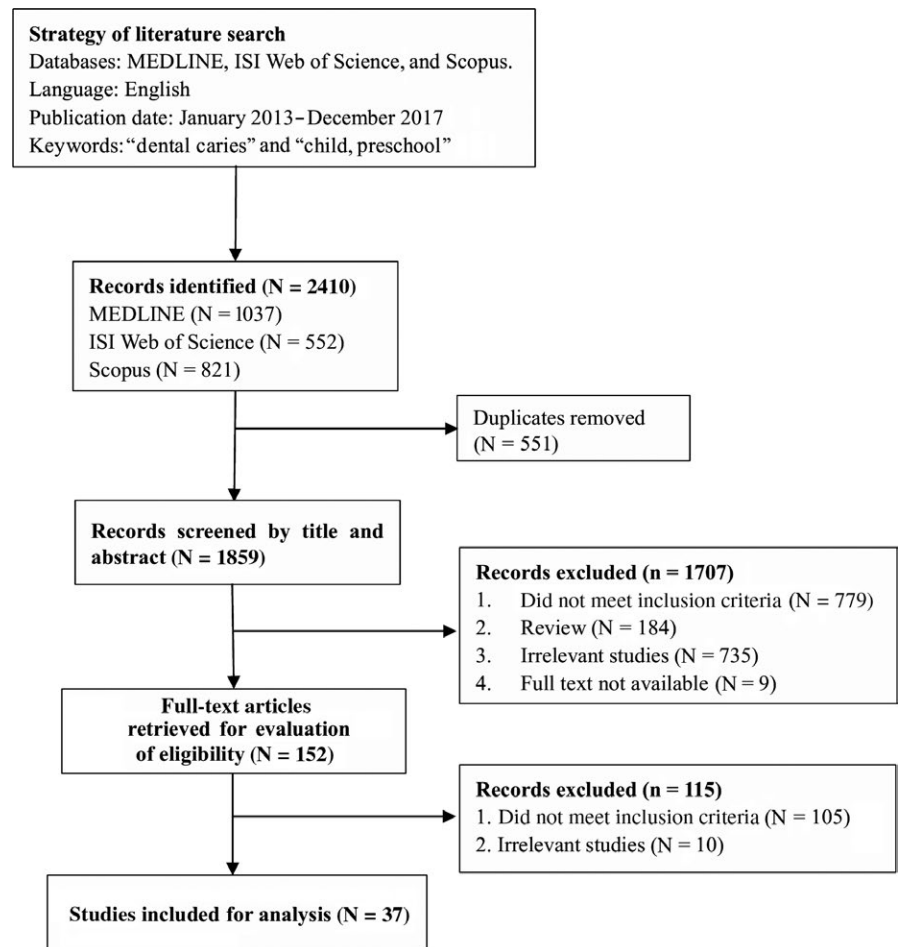 Strategy of literature search
Databases: MEDLINE, ISI Web of Science, and Scopus.
Language: English
Publication date: January 2013–December 2017
Keywords:“dental caries” and “child, preschool”
Records identified (N = 2410)
MEDLINE (N = 1037)
ISI Web of Science (N = 552)
Scopus (N = 821)
Duplicates removed
(N = 551)
Records screened by title and
abstract (N = 1859)
Records excluded (n = 1707)
1. Did not meet inclusion criteria (N = 779)
2. Review (N = 184)
3. Irrelevant studies (N = 735)
4. Full text not available (N = 9)
Full-text articles
retrieved for evaluation
of eligibility (N = 152)
Records excluded (n = 115)
1. Did not meet inclusion criteria (N = 105)
2. Irrelevant studies (N = 10)
Studies included for analysis (N = 37)